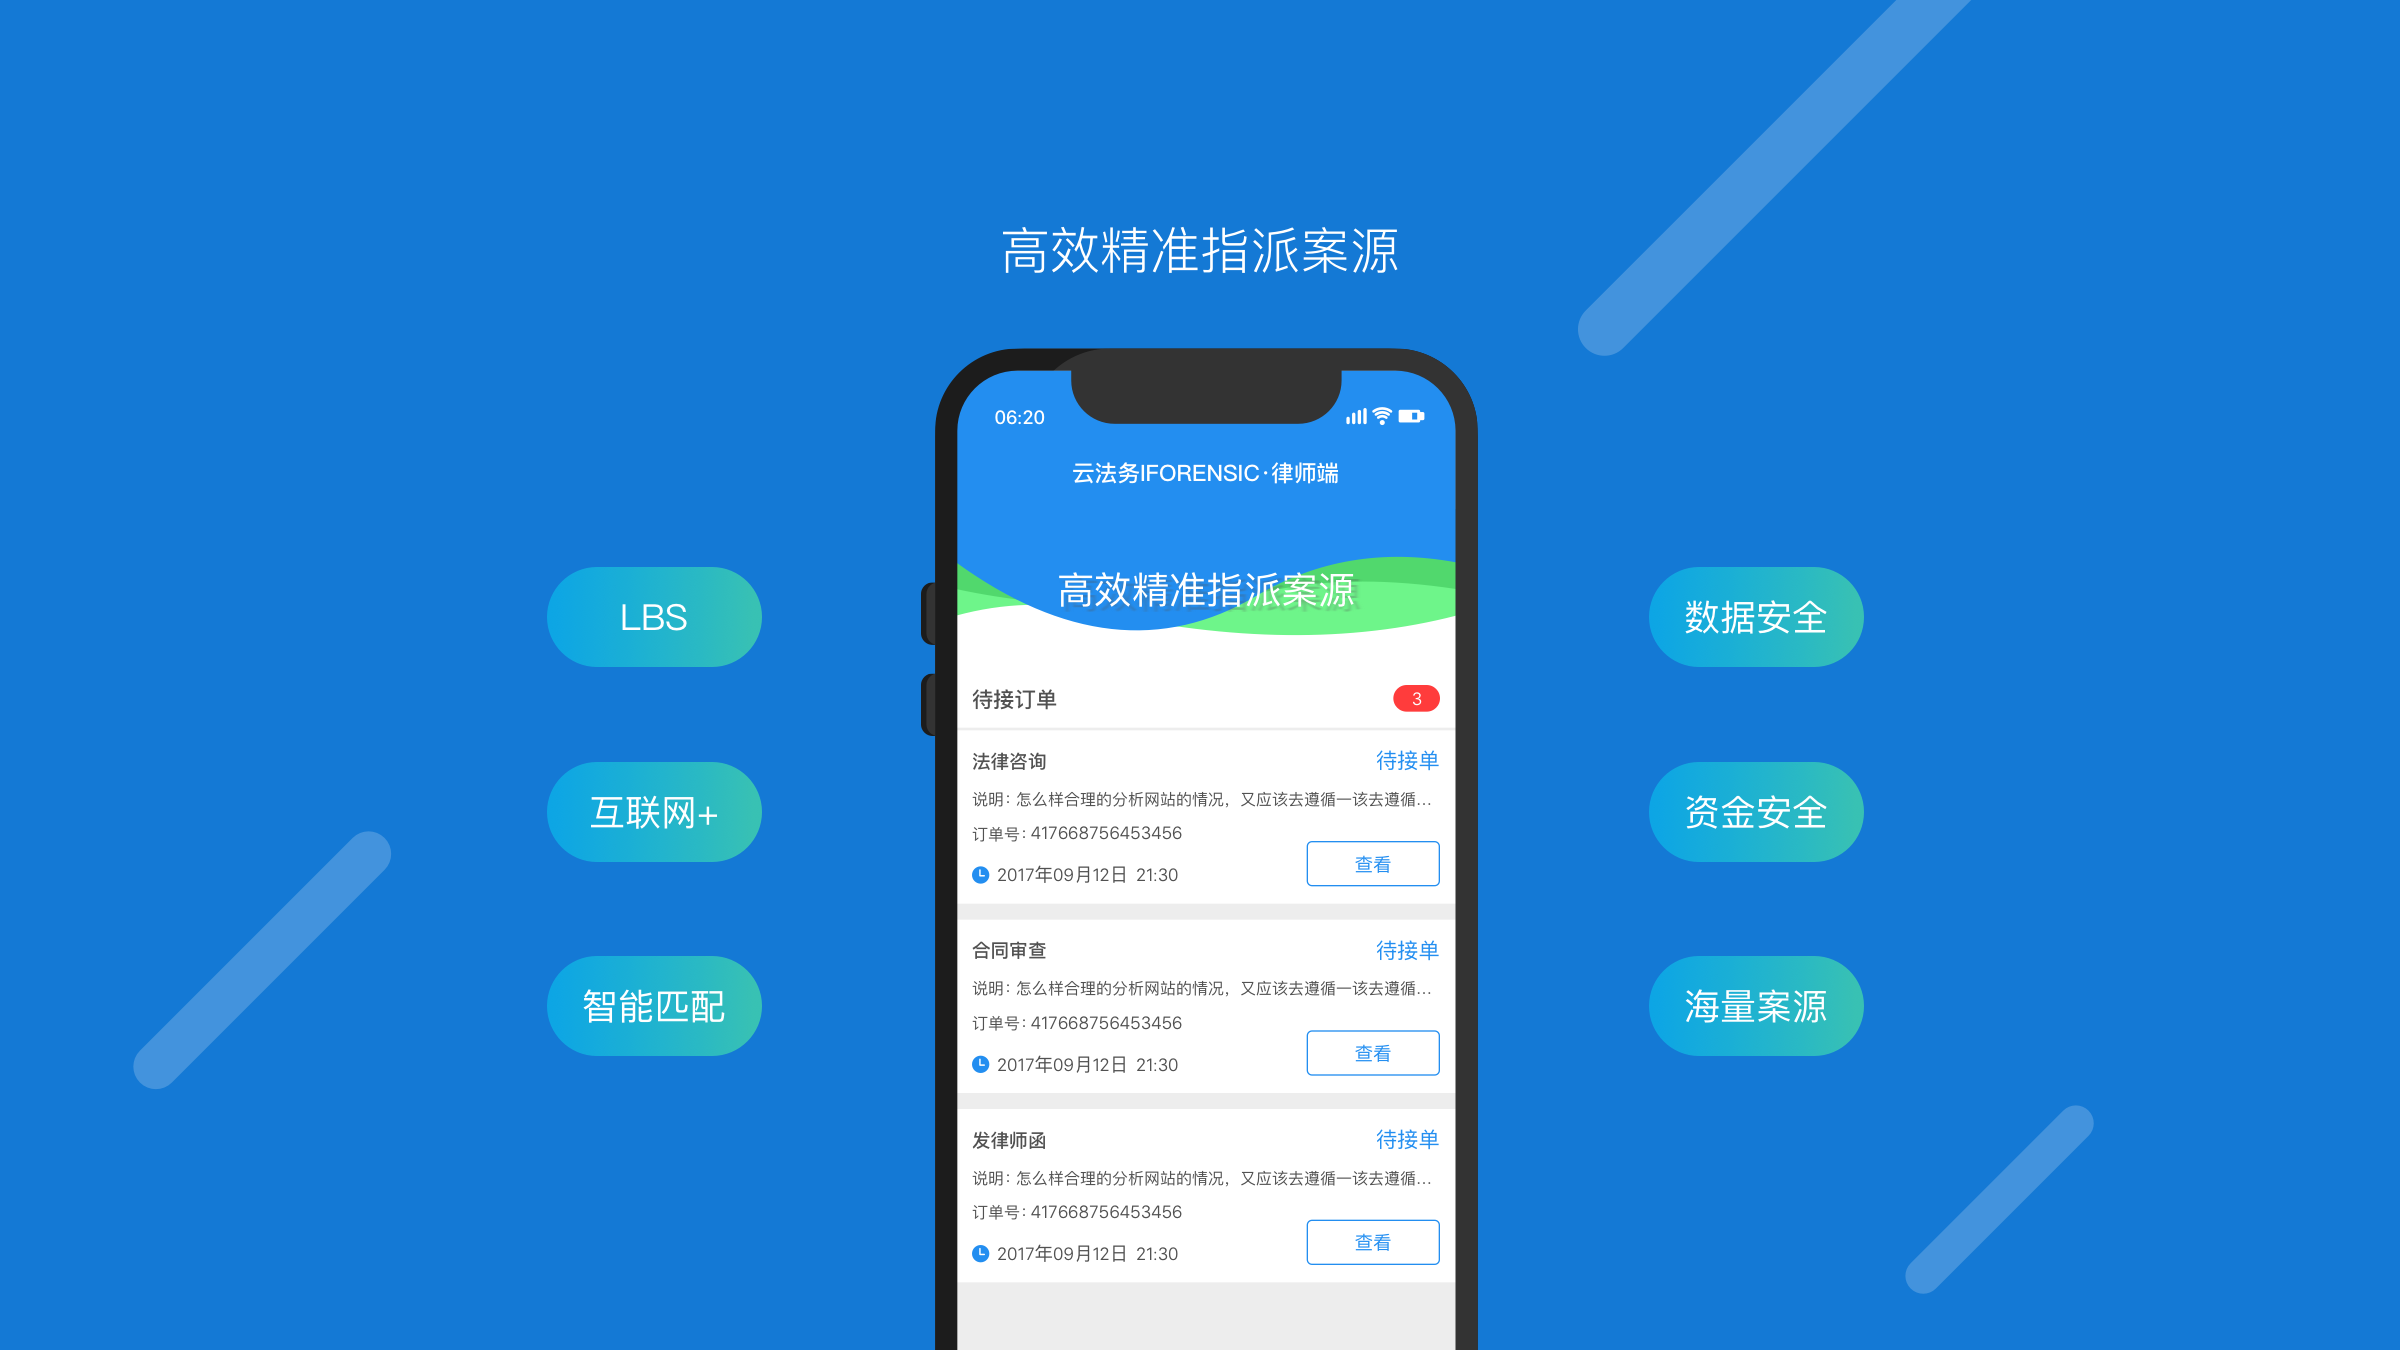 高效精准指派案源
06:20
云法务IFORENSIC·律师端
高效精准指派案源
LBS
互联网+
智能匹配
数据安全
资金安全
海量案源
待接订单 3
法律咨询 待接单
说明：怎么样合理的分析网站的情况，又应该去遵循一该去遵循...
订单号：417668756453456
2017年09月12日 21:30 查看
合同审查 待接单
说明：怎么样合理的分析网站的情况，又应该去遵循一该去遵循...
订单号：417668756453456
2017年09月12日 21:30 查看
发律师函 待接单
说明：怎么样合理的分析网站的情况，又应该去遵循一该去遵循...
订单号：417668756453456
2017年09月12日 21:30 查看